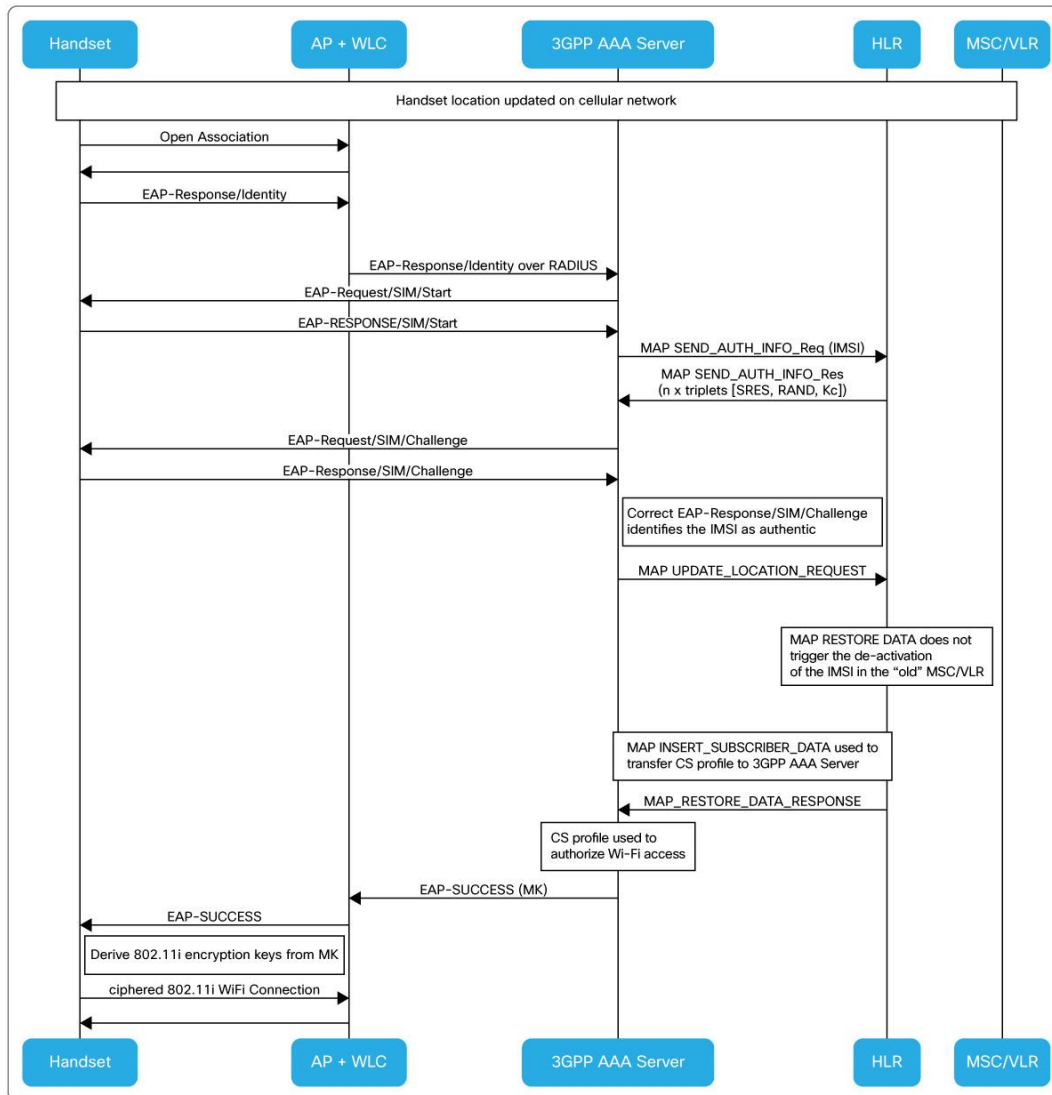 Handset
AP + WLC
3GPP AAA Server
HLR
MSC/VLR
Handset location updated on cellular network
Open Association
EAP-Response/Identity
EAP-Response/Identity over RADIUS
EAP-Request/SIM/Start
EAP-RESPONSE/SIM/Start
MAP SEND_AUTH_INFO_Req (IMSI)
MAP SEND_AUTH_INFO_Res
(n x triplets [SRES, RAND, Kc])
EAP-Request/SIM/Challenge
EAP-Response/SIM/Challenge
Correct EAP-Response/SIM/Challenge
identifies the IMSI as authentic
MAP UPDATE_LOCATION_REQUEST
MAP RESTORE DATA does not
trigger the de-activation
of the IMSI in the “old” MSC/VLR
MAP INSERT_SUBSCRIBER_DATA used to
transfer CS profile to 3GPP AAA Server
MAP_RESTORE_DATA_RESPONSE
CS profile used to
authorize Wi-Fi access
EAP-SUCCESS (MK)
EAP-SUCCESS
Derive 802.11i encryption keys from MK
ciphered 802.11i WiFi Connection
Handset
AP + WLC
3GPP AAA Server
HLR
MSC/VLR